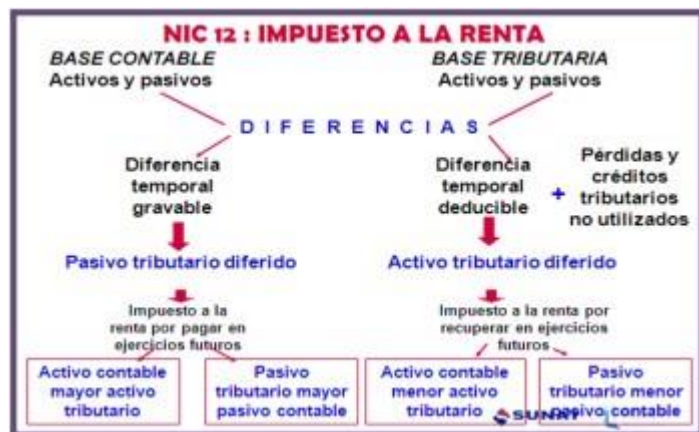 NIC 12 : IMPUESTO A LA RENTA
BASE CONTABLE
Activos y pasivos
BASE TRIBUTARIA
Activos y pasivos
D I F E R E N C I A S
Diferencia
temporal
gravable
Diferencia
temporal
deducible
+
Pérdidas y
créditos
tributarios
no utilizados
Pasivo tributario diferido
Activo tributario diferido
Impuesto a la
renta por pagar en
ejercicios futuros
Impuesto a la renta por
recuperar en ejercicios
futuros
Activo contable
mayor activo
tributario
Pasivo
tributario mayor
pasivo contable
Activo contable
menor activo
tributario
Pasivo
tributario menor
pasivo contable
SUNAT